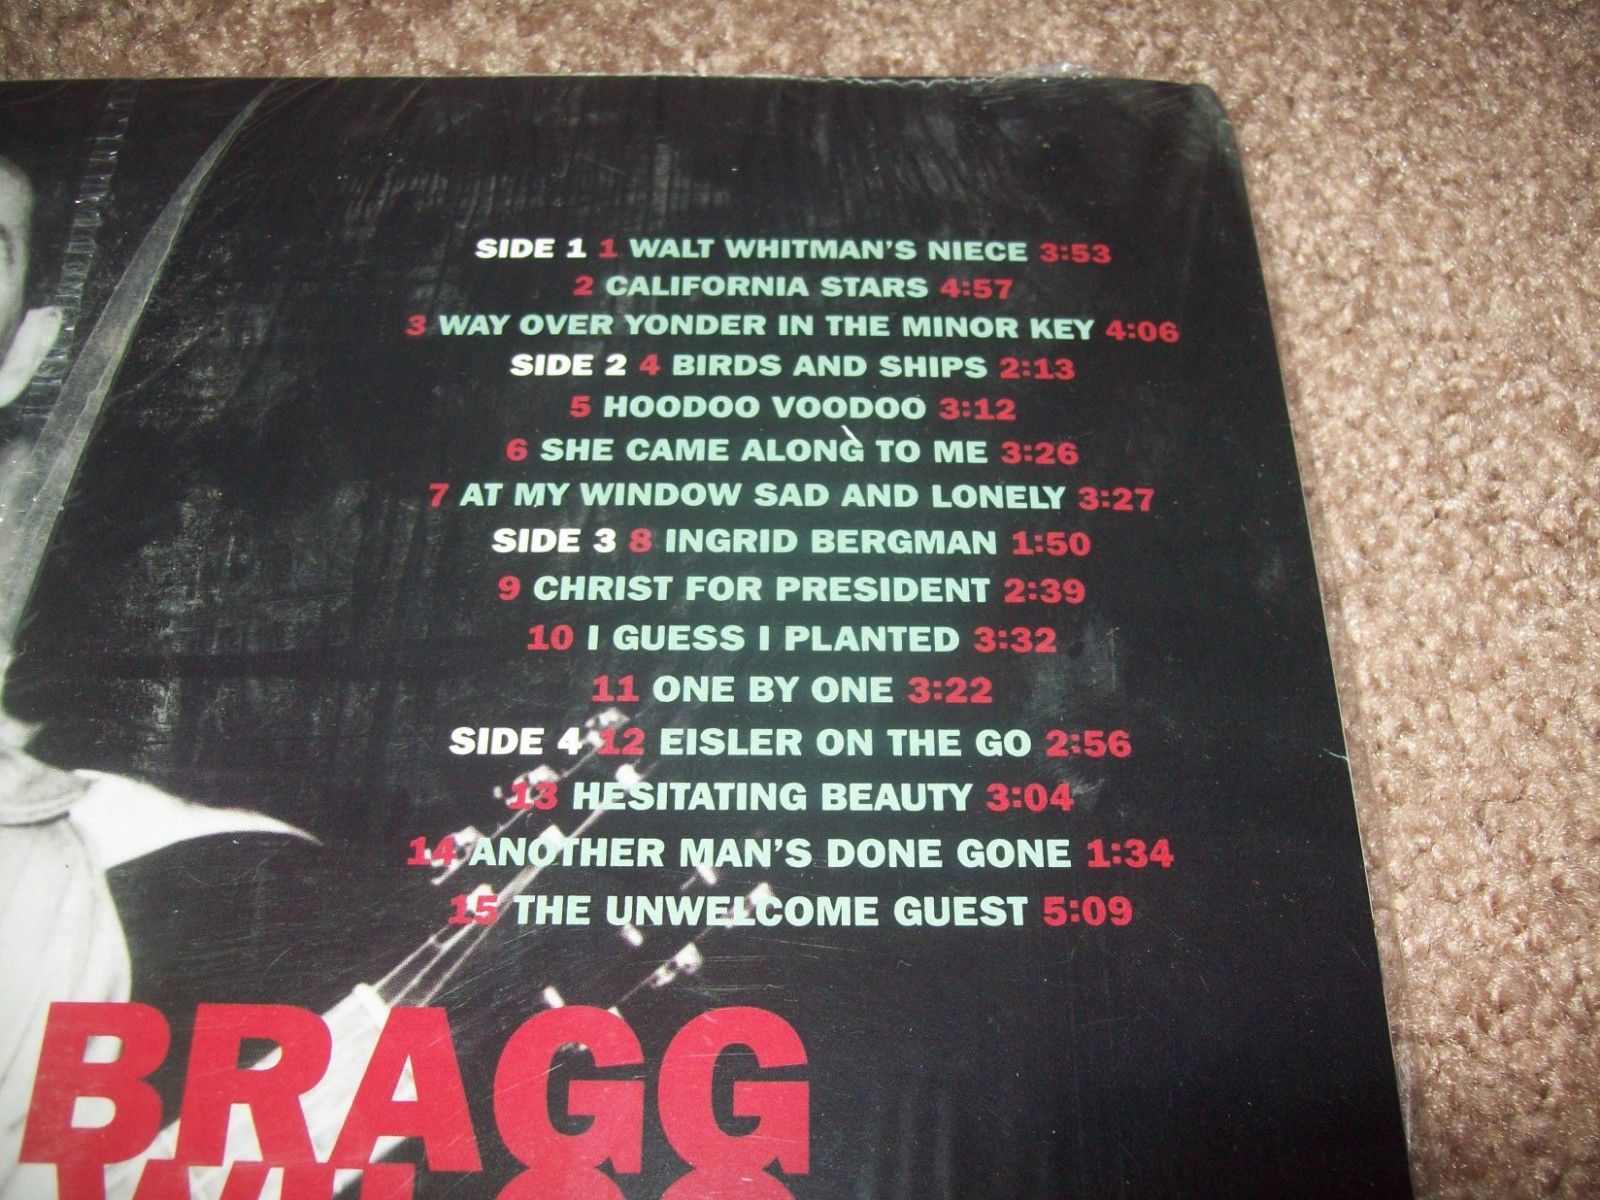 SIDE 1 1 WALT WHITMAN'S NIECE 3:53
2 CALIFORNIA STARS 4:57
3 WAY OVER YONDER IN THE MINOR KEY 4:06
SIDE 2 4 BIRDS AND SHIPS 2:13
5 HOODOO VOODOO 3:12
6 SHE CAME ALONG TO ME 3:26
7 AT MY WINDOW SAD AND LONELY 3:27
SIDE 3 8 INGRID BERGMAN 1:50
9 CHRIST FOR PRESIDENT 2:39
10 I GUESS I PLANTED 3:32
11 ONE BY ONE 3:22
SIDE 4 12 EISLER ON THE GO 2:56
13 HESITATING BEAUTY 3:04
14 ANOTHER MAN'S DONE GONE 1:34
15 THE UNWELCOME GUEST 5:09
BRAGG